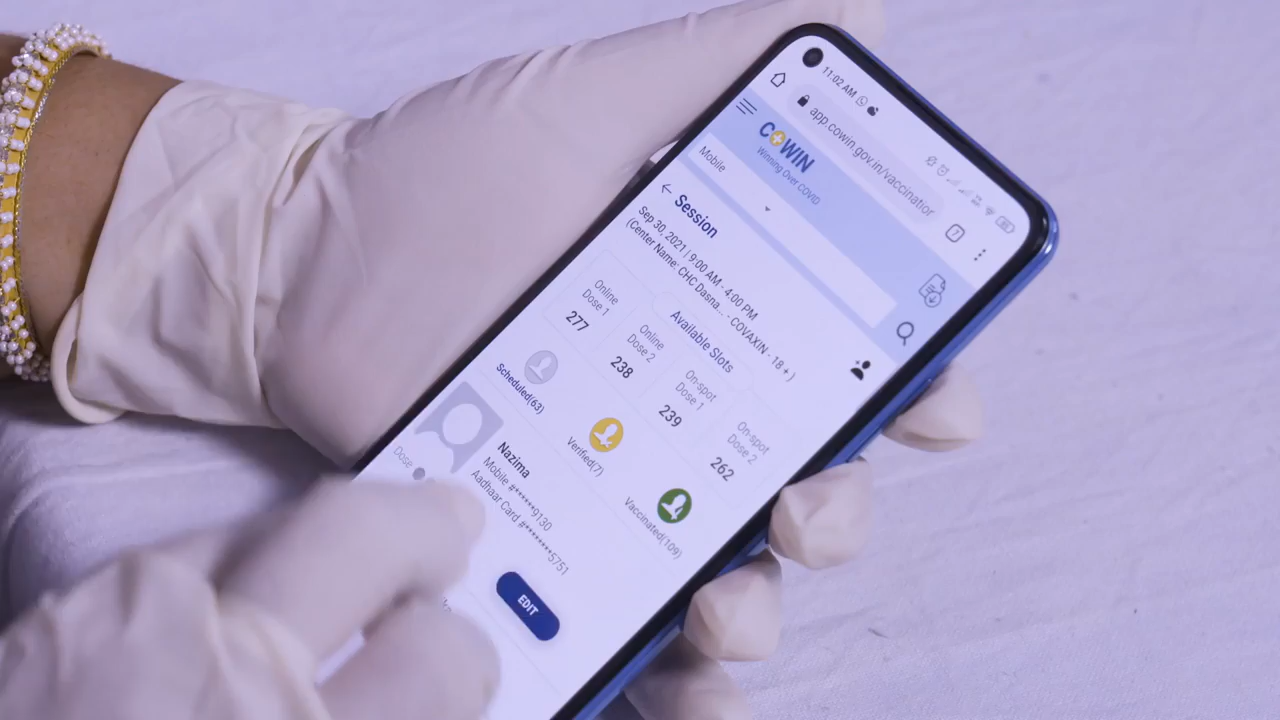 11:02 AM
app.cowin.gov.in/vaccination
7
COWIN
Winning Over COVID
Mobile
Session
Sep 30, 2021 | 9:00 AM - 4:00 PM
(Center Name: CHC Dasna... - COVAXIN - 18+)
Available Slots
Online Dose 1
277
Online Dose 2
238
On-spot Dose 1
239
On-spot Dose 2
262
Scheduled(63)
Verified(7)
Vaccinated(109)
Nazima
Mobile #******9130
Aadhaar Card #********5751
Dose
EDIT